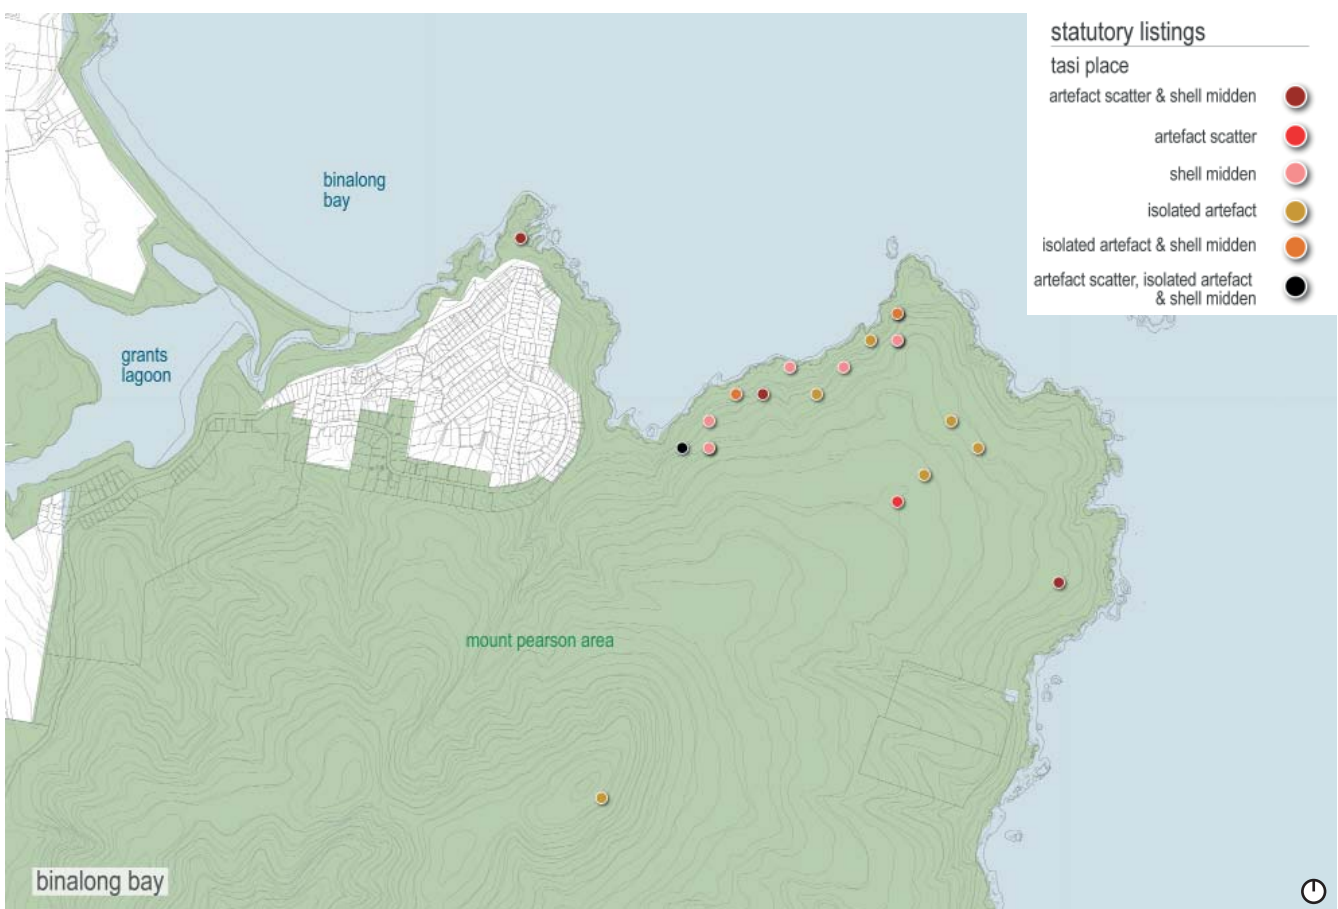 statutory listings
tasi place
artefact scatter & shell midden
artefact scatter
shell midden
isolated artefact
isolated artefact & shell midden
artefact scatter, isolated artefact
& shell midden
binalong
bay
grants
lagoon
mount pearson area
binalong bay